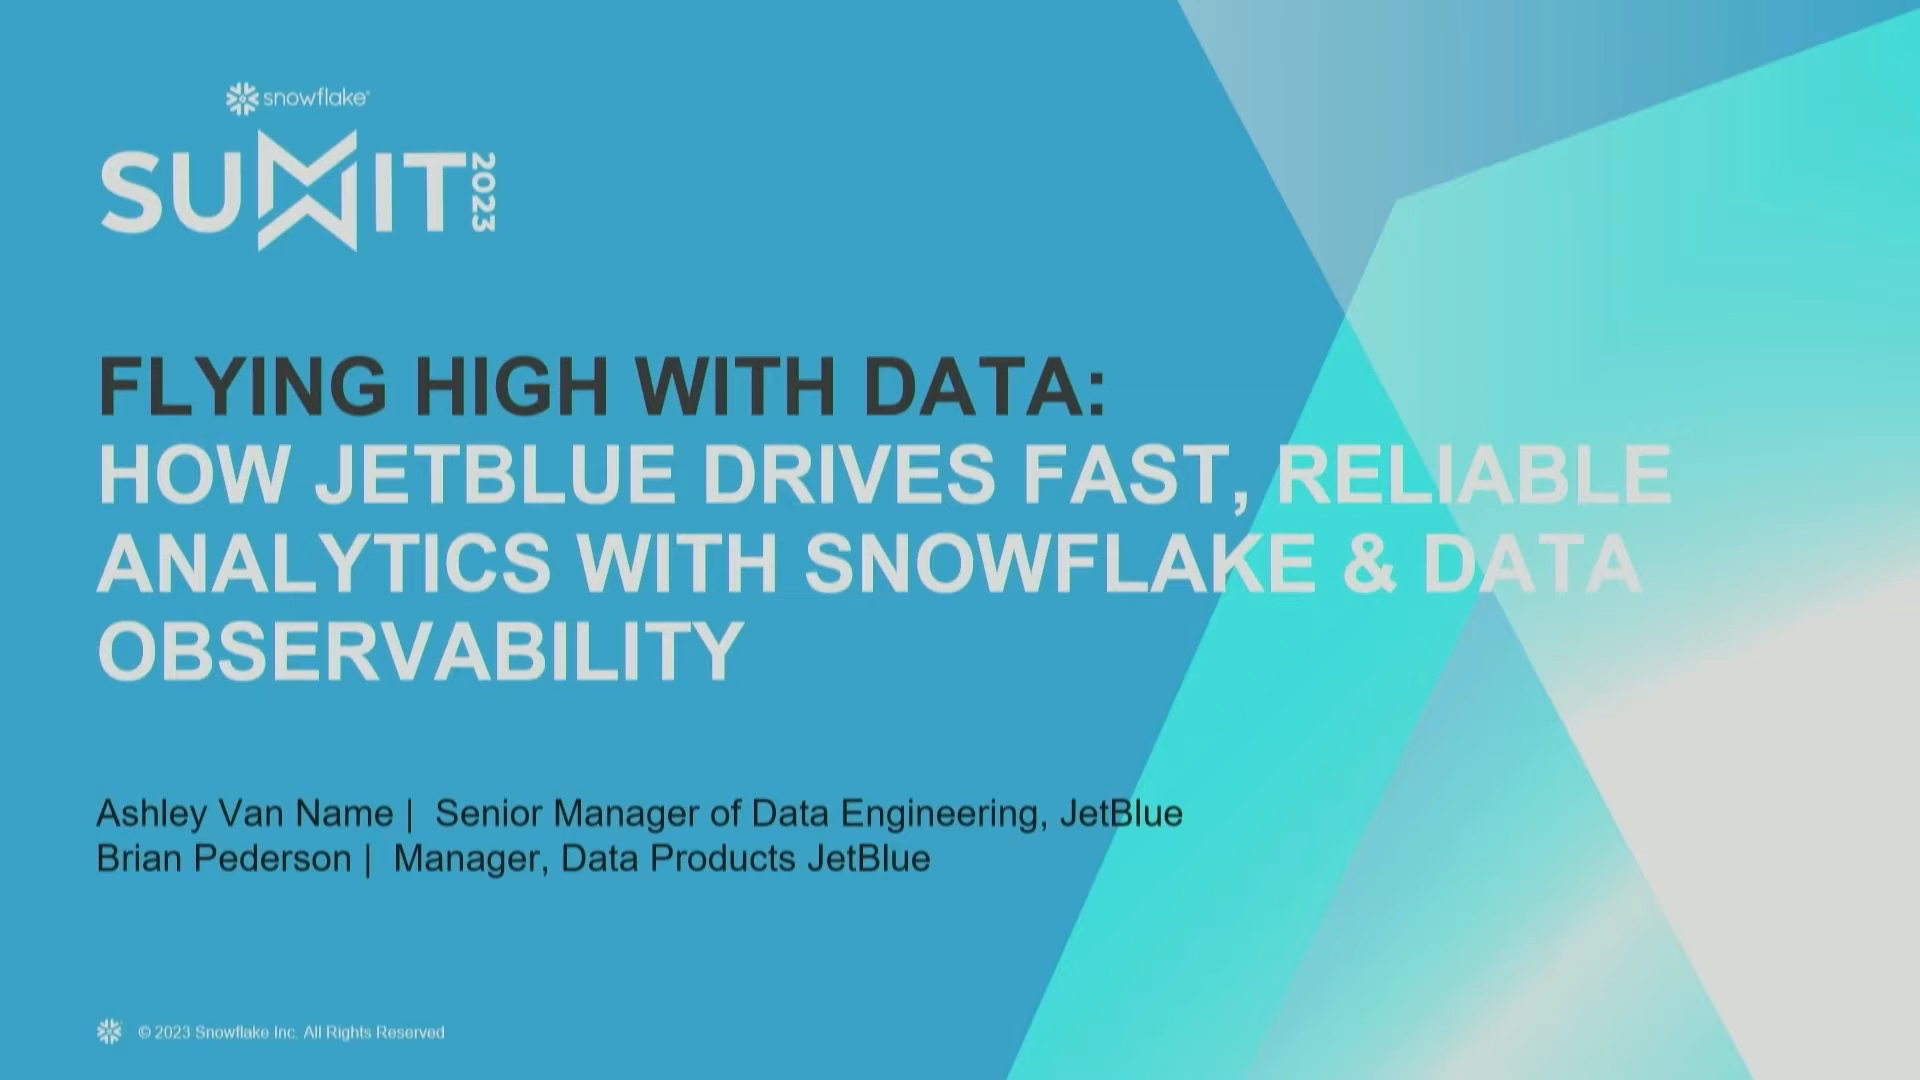 snowflake
SUMMIT 2023
FLYING HIGH WITH DATA:
HOW JETBLUE DRIVES FAST, RELIABLE
ANALYTICS WITH SNOWFLAKE & DATA
OBSERVABILITY
Ashley Van Name | Senior Manager of Data Engineering, JetBlue
Brian Pederson | Manager, Data Products JetBlue
© 2023 Snowflake Inc. All Rights Reserved